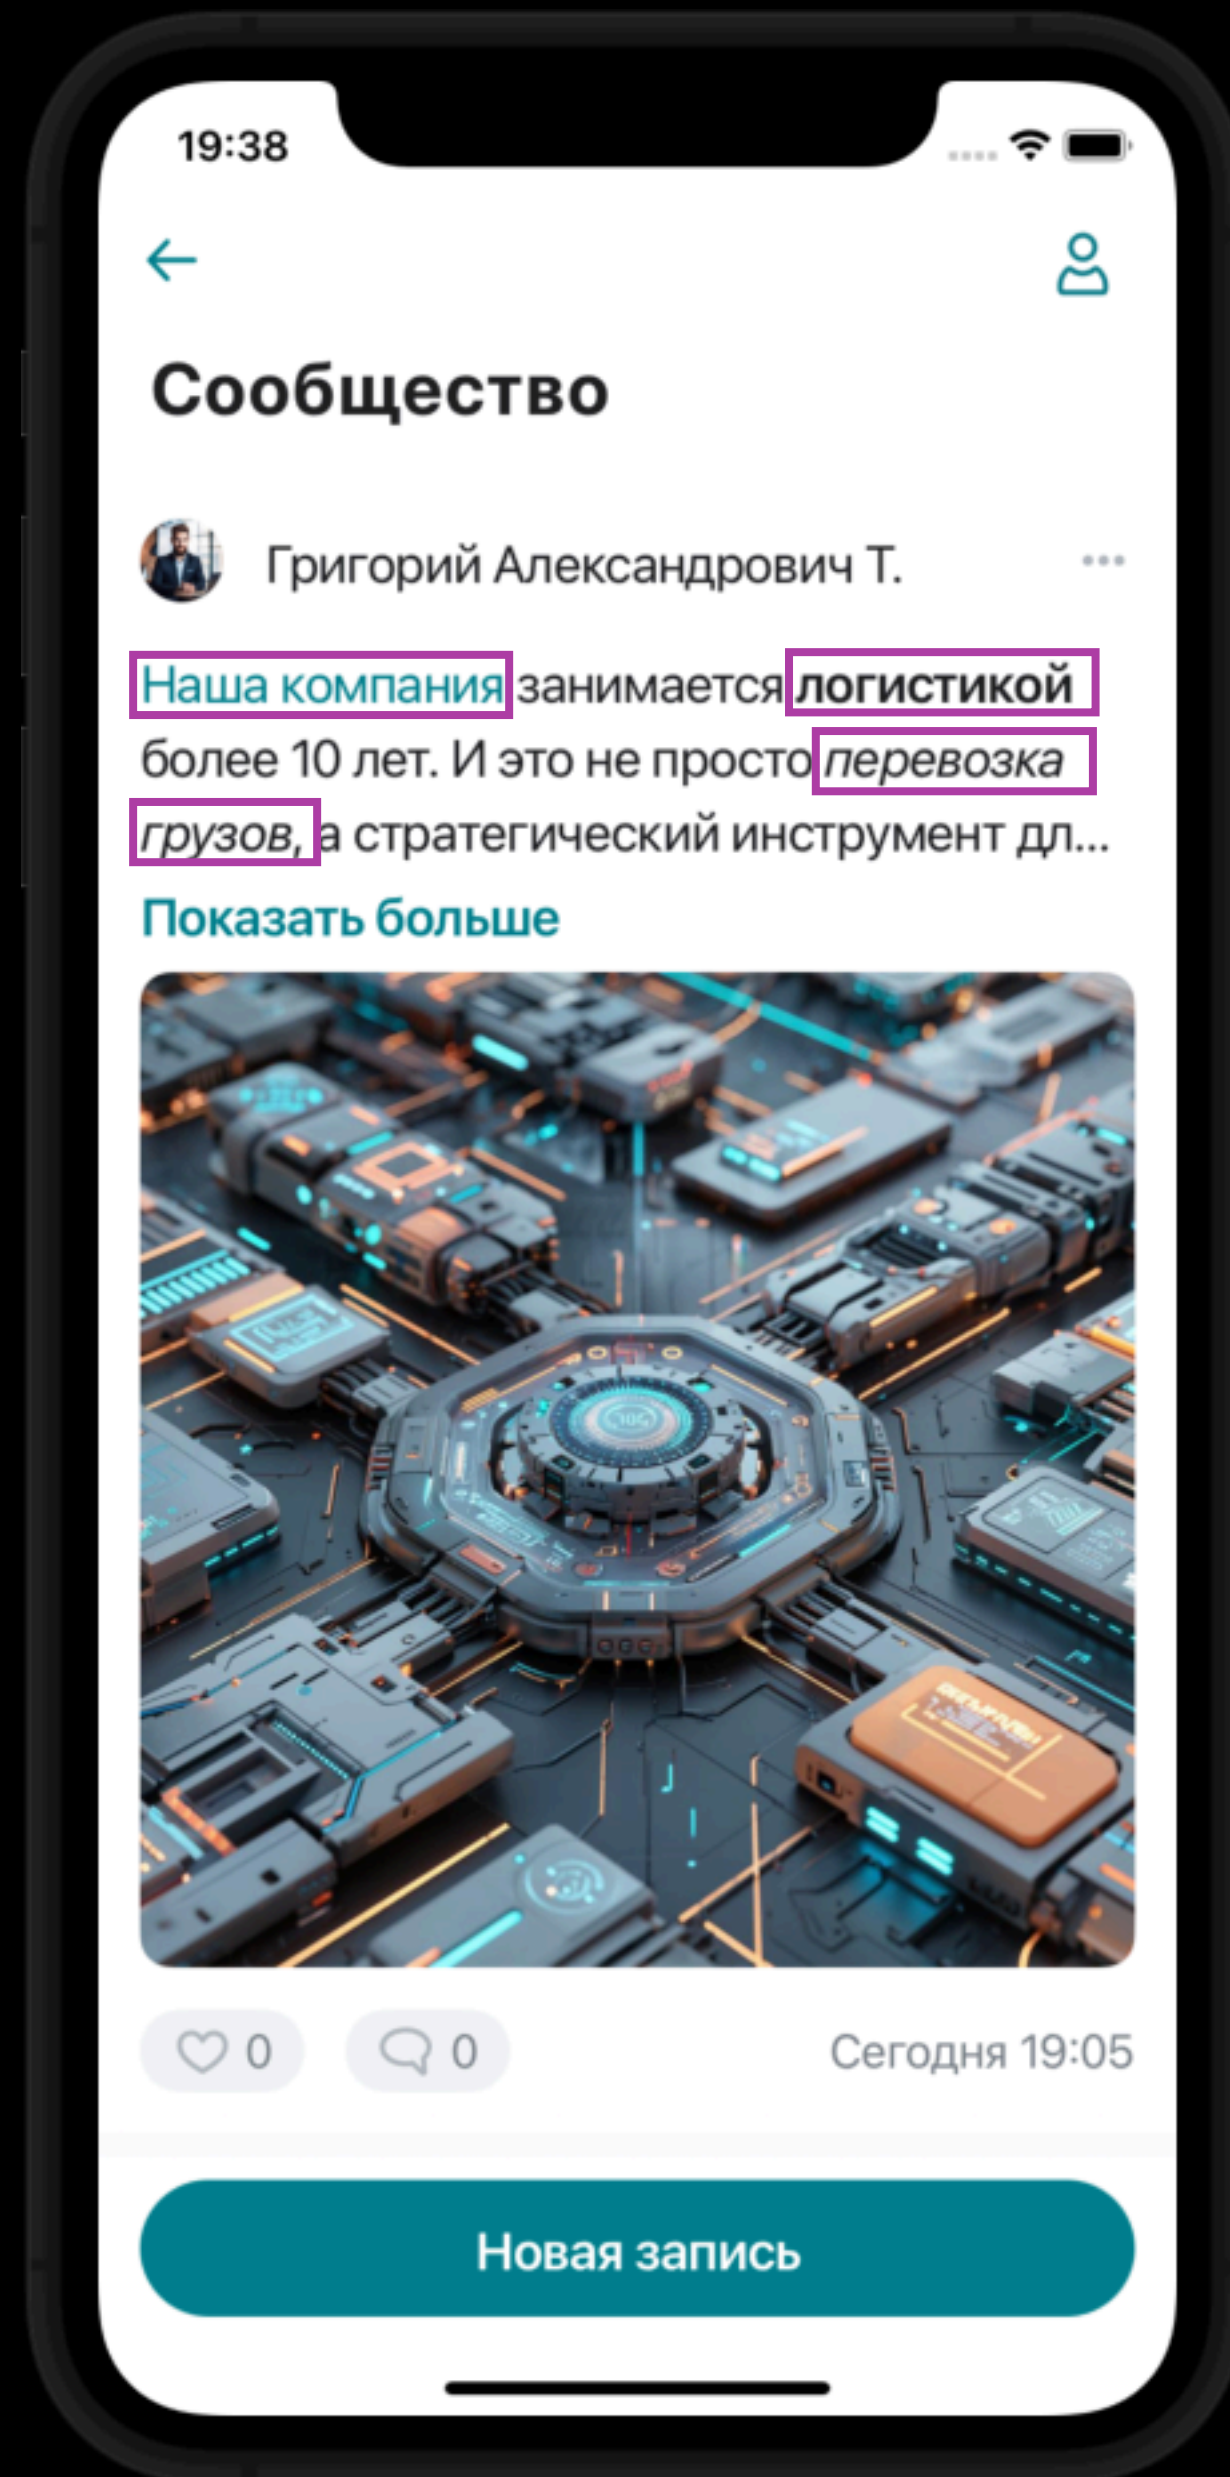 19:38
Сообщество
Григорий Александрович Т.
Наша компания занимается логистикой
более 10 лет. И это не просто перевозка
грузов, а стратегический инструмент дл...
Показать больше
0
0
Сегодня 19:05
Новая запись